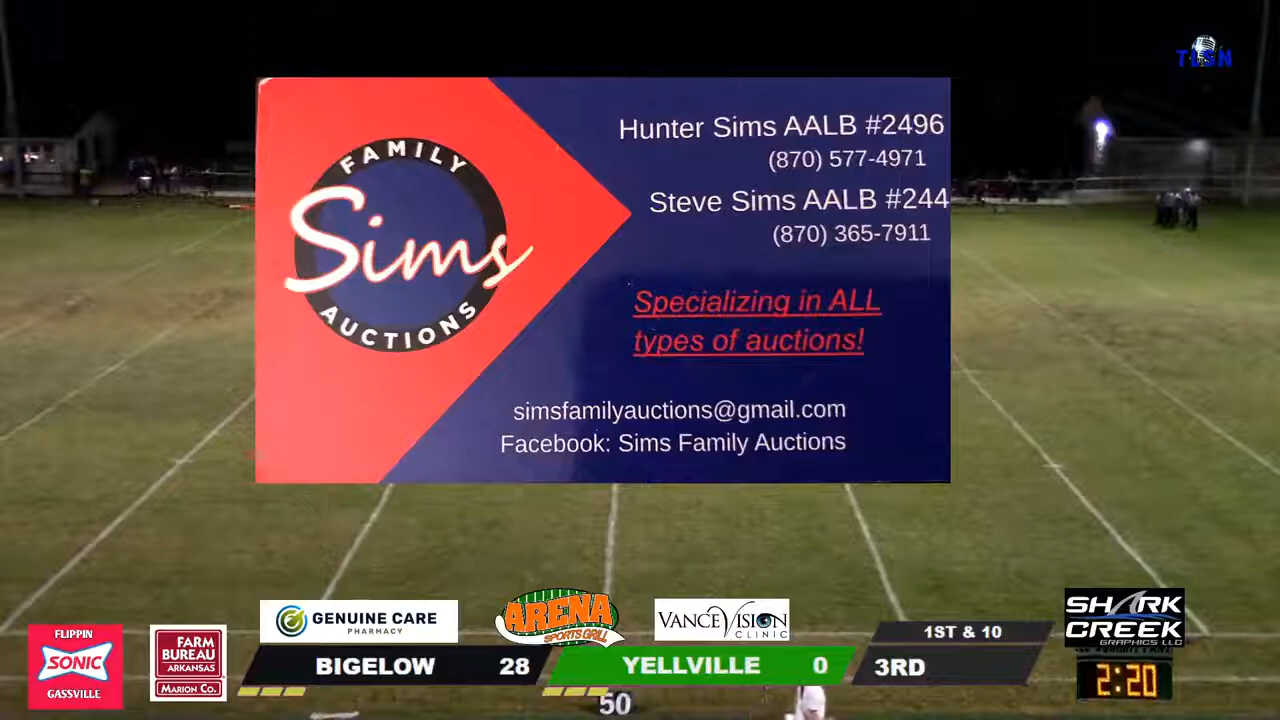 TLSN
Hunter Sims AALB #2496
(870) 577-4971
Steve Sims AALB #244
(870) 365-7911
FAMILY
Sims
AUCTIONS
Specializing in ALL
types of auctions!
simsfamilyauctions@gmail.com
Facebook: Sims Family Auctions
GENUINE CARE
PHARMACY
ARENA
SPORTS GRILL
VANCE VISION
CLINIC
SHARK
CREEK
GRAPHICS LLC
FLIPPIN
SONIC
GASSVILLE
FARM
BUREAU
ARKANSAS
MARION CO.
BIGELOW 28
YELLVILLE 0
1ST & 10
3RD
2:20
50